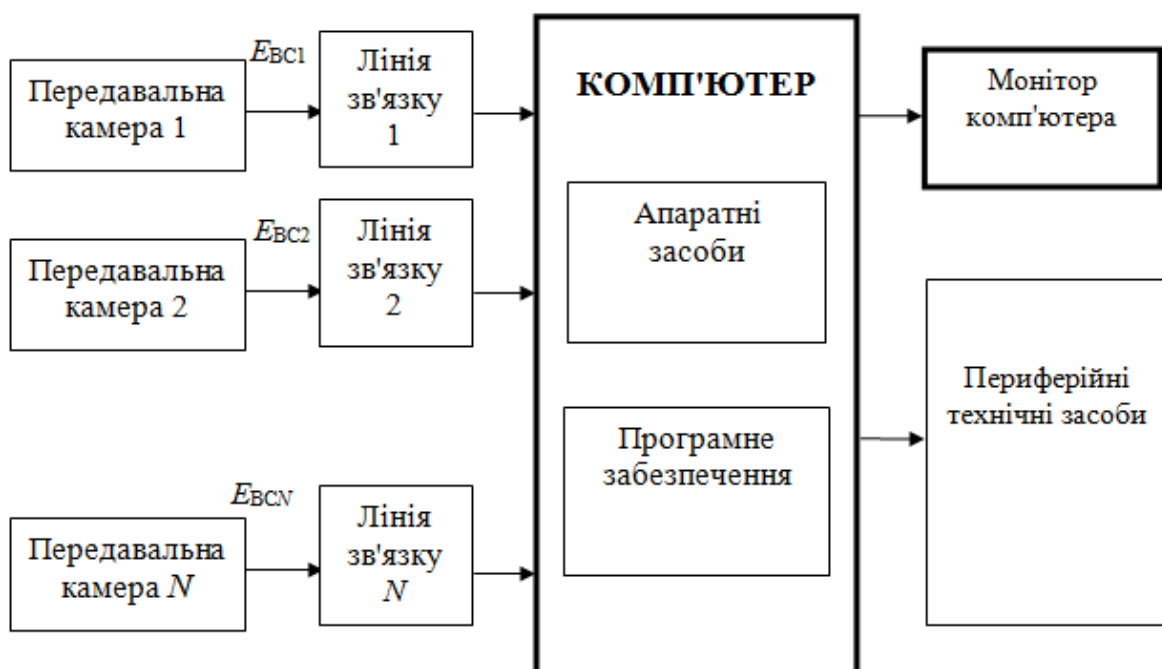 Передавальна
камера 1
EВС1
Лінія
зв'язку
1
Передавальна
камера 2
EВС2
Лінія
зв'язку
2
Передавальна
камера N
EВСN
Лінія
зв'язку
N
КОМП'ЮТЕР
Апаратні
засоби
Програмне
забезпечення
Монітор
комп'ютера
Периферійні
технічні засоби